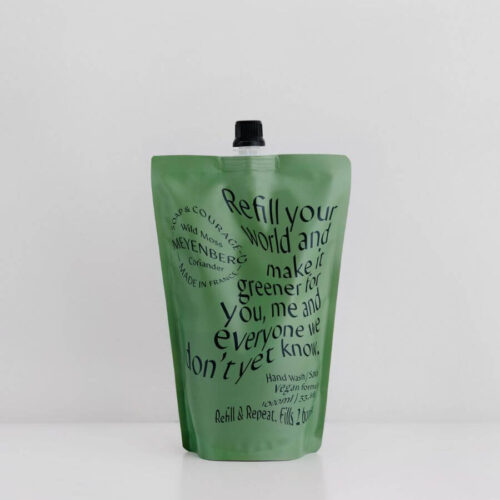 SOAP & COURAGE
Wild Moss
MEYENBERG
Coriander
MADE IN FRANCE
Refill your
world and
make it
greener for
you, me and
everyone we
don't yet know.
Hand Wash /
Vegan formula
Refill & Repeat. Fills 2